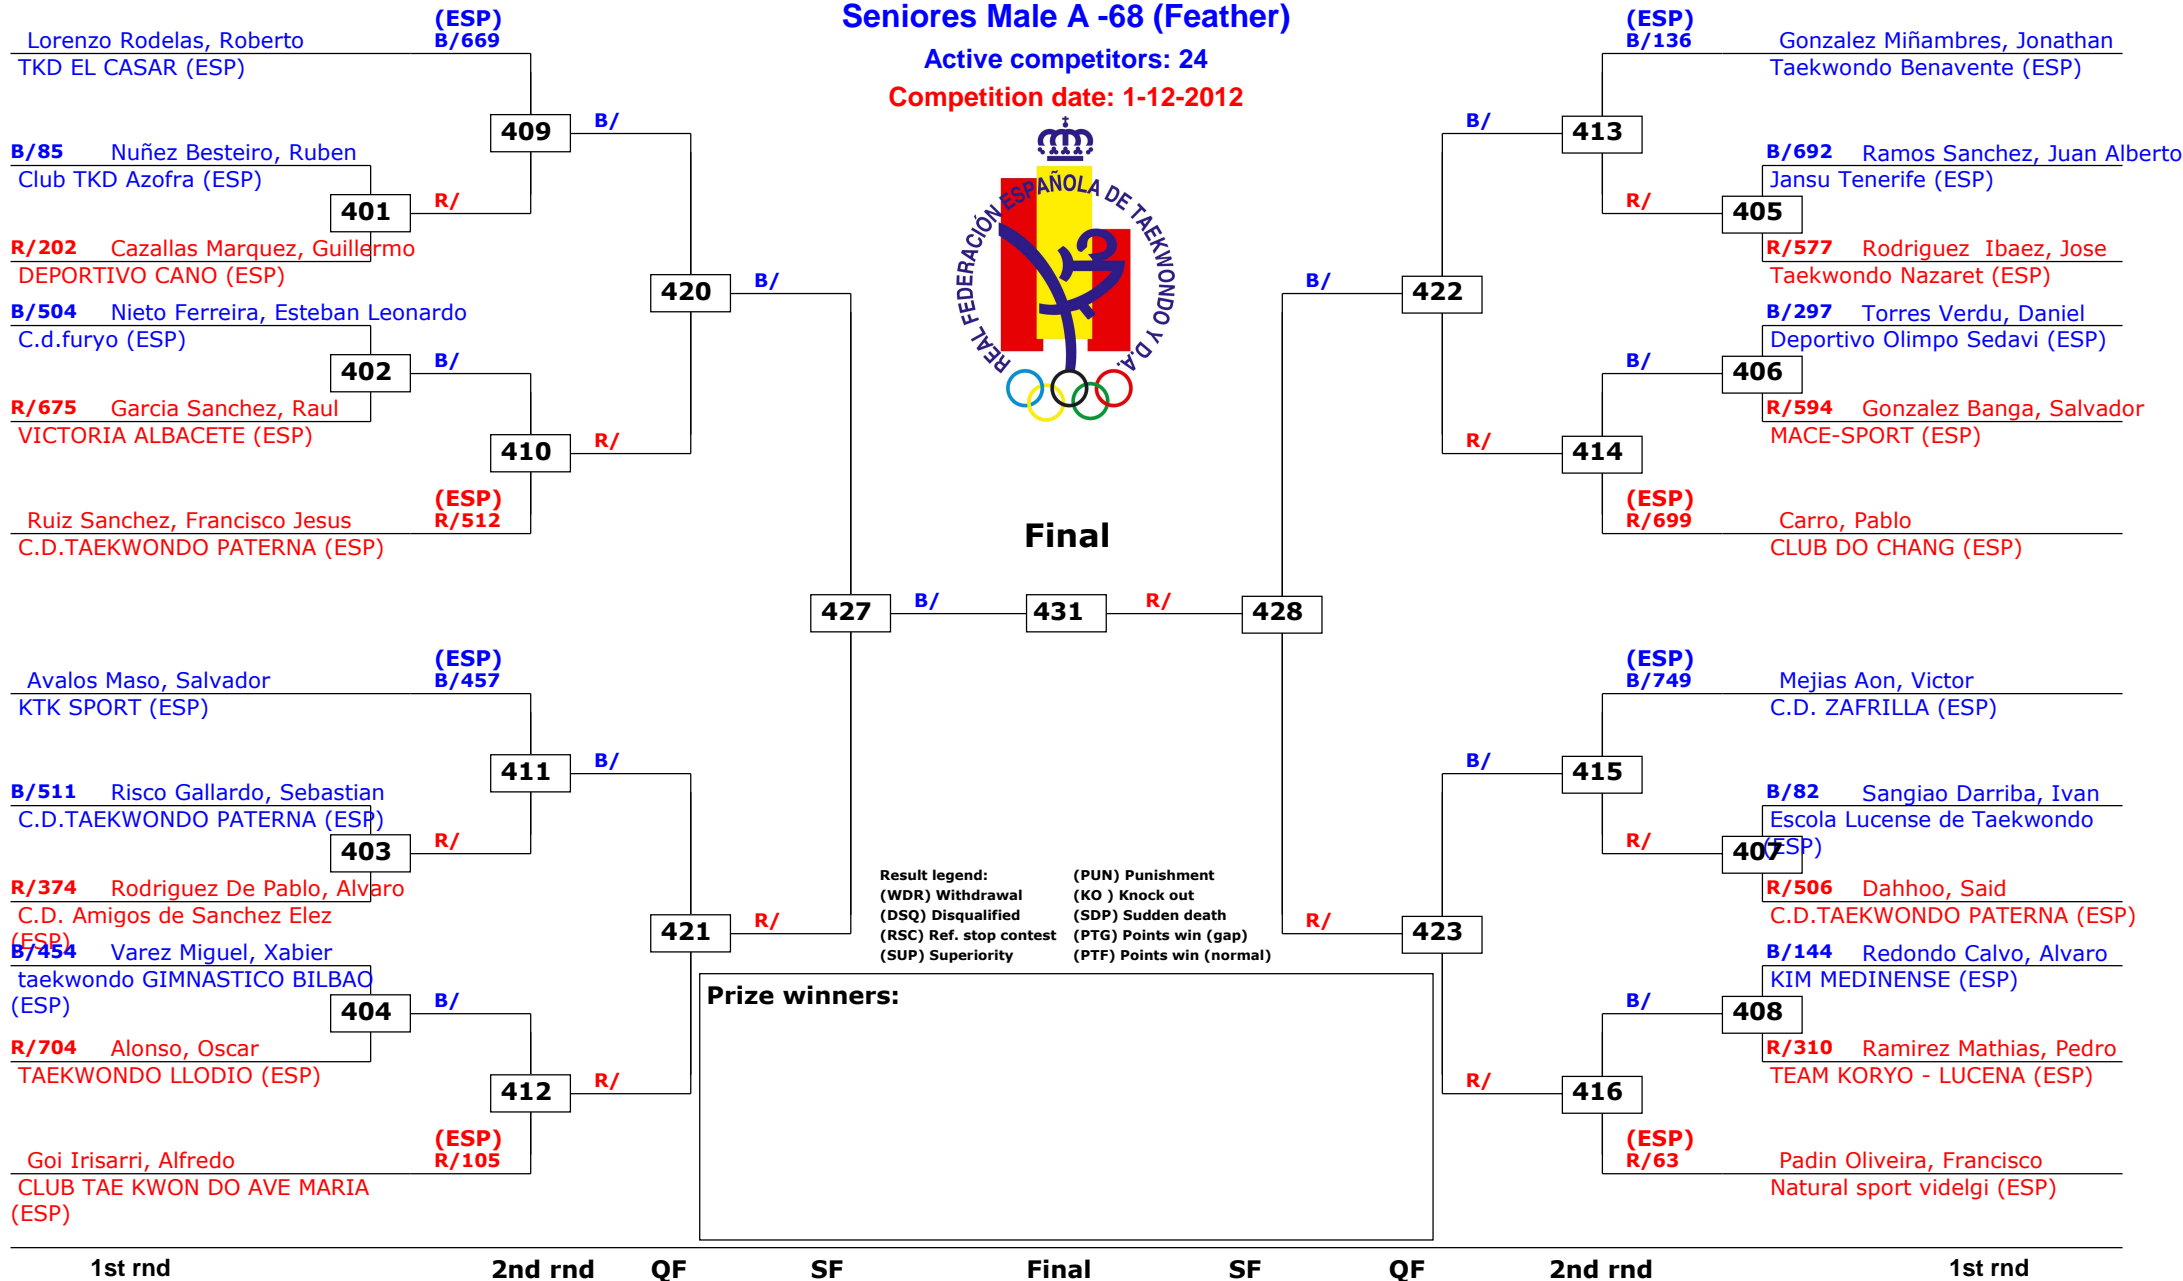 Seniores Male A -68 (Feather)
Active competitors: 24
Competition date: 1-12-2012
REAL FEDERACIÓN ESPAÑOLA DE TAEKWONDO Y D.A.
(ESP)
Lorenzo Rodelas, Roberto B/669
TKD EL CASAR (ESP)
409 B/
B/85 Nuñez Besteiro, Ruben
Club TKD Azofra (ESP)
401 R/
R/202 Cazallas Marquez, Guillermo
DEPORTIVO CANO (ESP)
420 B/
B/504 Nieto Ferreira, Esteban Leonardo
C.d.furyo (ESP)
402 B/
R/675 Garcia Sanchez, Raul
VICTORIA ALBACETE (ESP)
410 R/
(ESP)
Ruiz Sanchez, Francisco Jesus R/512
C.D.TAEKWONDO PATERNA (ESP)
427 B/
(ESP)
Avalos Maso, Salvador B/457
KTK SPORT (ESP)
411 B/
B/511 Risco Gallardo, Sebastian
C.D.TAEKWONDO PATERNA (ESP)
403 R/
R/374 Rodriguez De Pablo, Alvaro
C.D. Amigos de Sanchez Elez
(ESP)
421 R/
B/454 Varez Miguel, Xabier
taekwondo GIMNASTICO BILBAO
(ESP)
404 B/
R/704 Alonso, Oscar
TAEKWONDO LLODIO (ESP)
412 R/
(ESP)
Goi Irisarri, Alfredo R/105
CLUB TAE KWON DO AVE MARIA
(ESP)
Final
431
(ESP)
B/136 Gonzalez Miñambres, Jonathan
Taekwondo Benavente (ESP)
B/ 413
B/692 Ramos Sanchez, Juan Alberto
Jansu Tenerife (ESP)
R/ 405
R/577 Rodriguez Ibaez, Jose
Taekwondo Nazaret (ESP)
B/ 422
B/297 Torres Verdu, Daniel
Deportivo Olimpo Sedavi (ESP)
B/ 406
R/594 Gonzalez Banga, Salvador
MACE-SPORT (ESP)
R/ 414
(ESP)
R/699 Carro, Pablo
CLUB DO CHANG (ESP)
R/ 428
(ESP)
B/749 Mejias Aon, Victor
C.D. ZAFRILLA (ESP)
B/ 415
B/82 Sangiao Darriba, Ivan
Escola Lucense de Taekwondo
(ESP)
R/ 407
R/506 Dahhoo, Said
C.D.TAEKWONDO PATERNA (ESP)
R/ 423
B/144 Redondo Calvo, Alvaro
KIM MEDINENSE (ESP)
B/ 408
R/310 Ramirez Mathias, Pedro
TEAM KORYO - LUCENA (ESP)
R/ 416
(ESP)
R/63 Padin Oliveira, Francisco
Natural sport videlgi (ESP)
Result legend: (PUN) Punishment
(WDR) Withdrawal (KO ) Knock out
(DSQ) Disqualified (SDP) Sudden death
(RSC) Ref. stop contest (PTG) Points win (gap)
(SUP) Superiority (PTF) Points win (normal)
Prize winners:
1st rnd 2nd rnd QF SF Final SF QF 2nd rnd 1st rnd